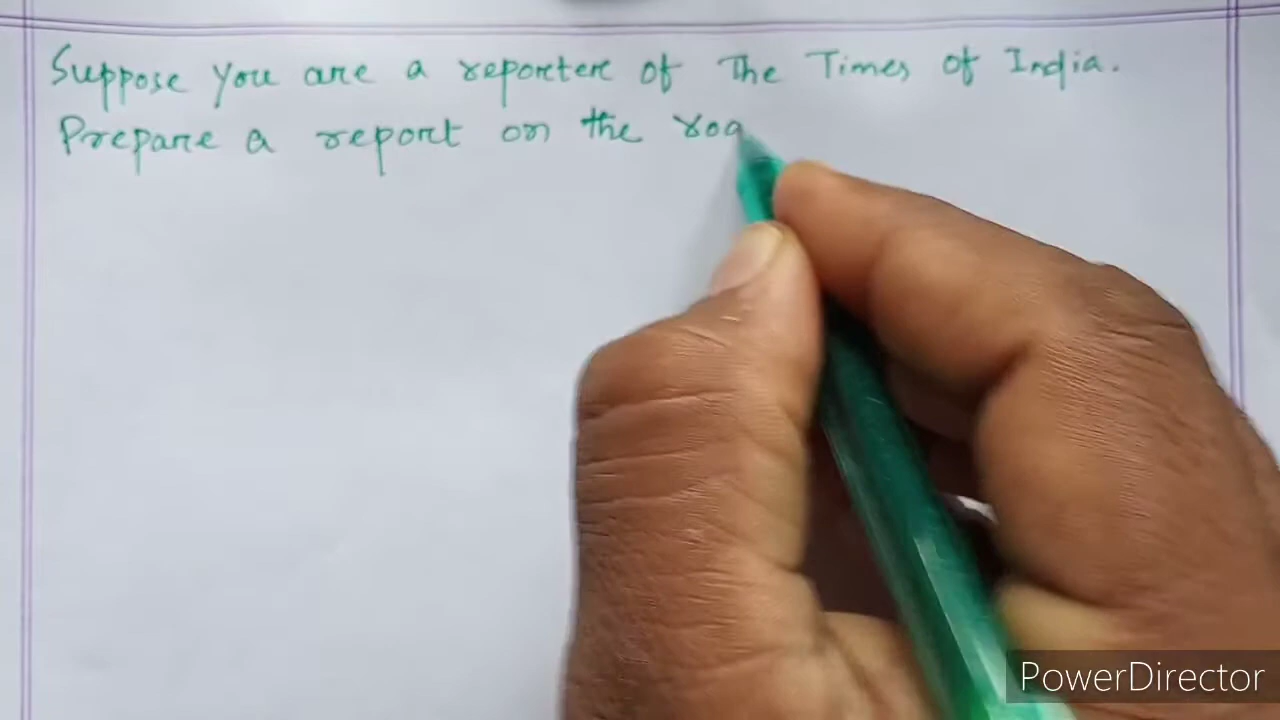 Suppose you are a reporter of The Times of India.
Prepare a report on the roa
PowerDirector